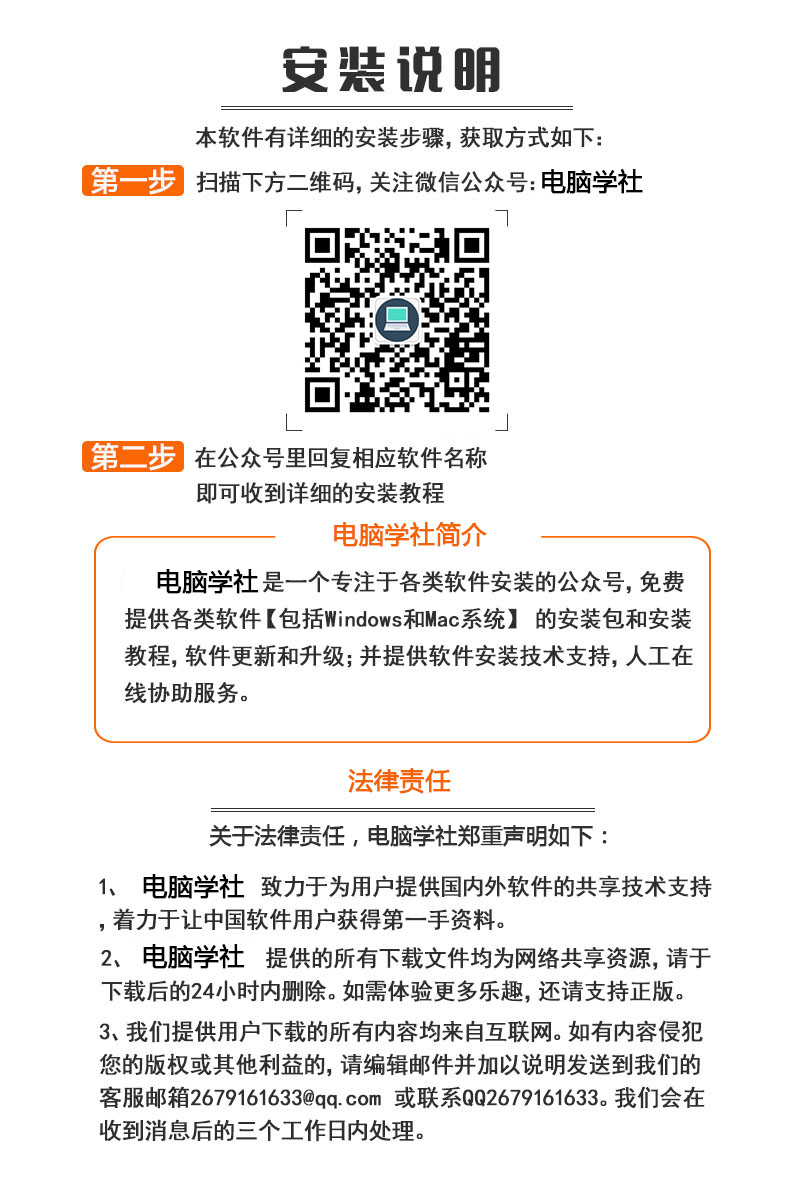 安装说明
本软件有详细的安装步骤，获取方式如下：
第一步 扫描下方二维码，关注微信公众号：电脑学社
第二步 在公众号里回复相应软件名称
即可收到详细的安装教程
电脑学社简介
电脑学社是一个专注于各类软件安装的公众号，免费
提供各类软件【包括Windows和Mac系统】 的安装包和安装
教程，软件更新和升级；并提供软件安装技术支持，人工在
线协助服务。
法律责任
关于法律责任，电脑学社郑重声明如下：
1、 电脑学社 致力于为用户提供国内外软件的共享技术支持
，着力于让中国软件用户获得第一手资料。
2、 电脑学社 提供的所有下载文件均为网络共享资源，请于
下载后的24小时内删除。如需体验更多乐趣，还请支持正版。
3、我们提供用户下载的所有内容均来自互联网。如有内容侵犯
您的版权或其他利益的，请编辑邮件并加以说明发送到我们的
客服邮箱2679161633@qq.com 或联系QQ2679161633。我们会在
收到消息后的三个工作日内处理。